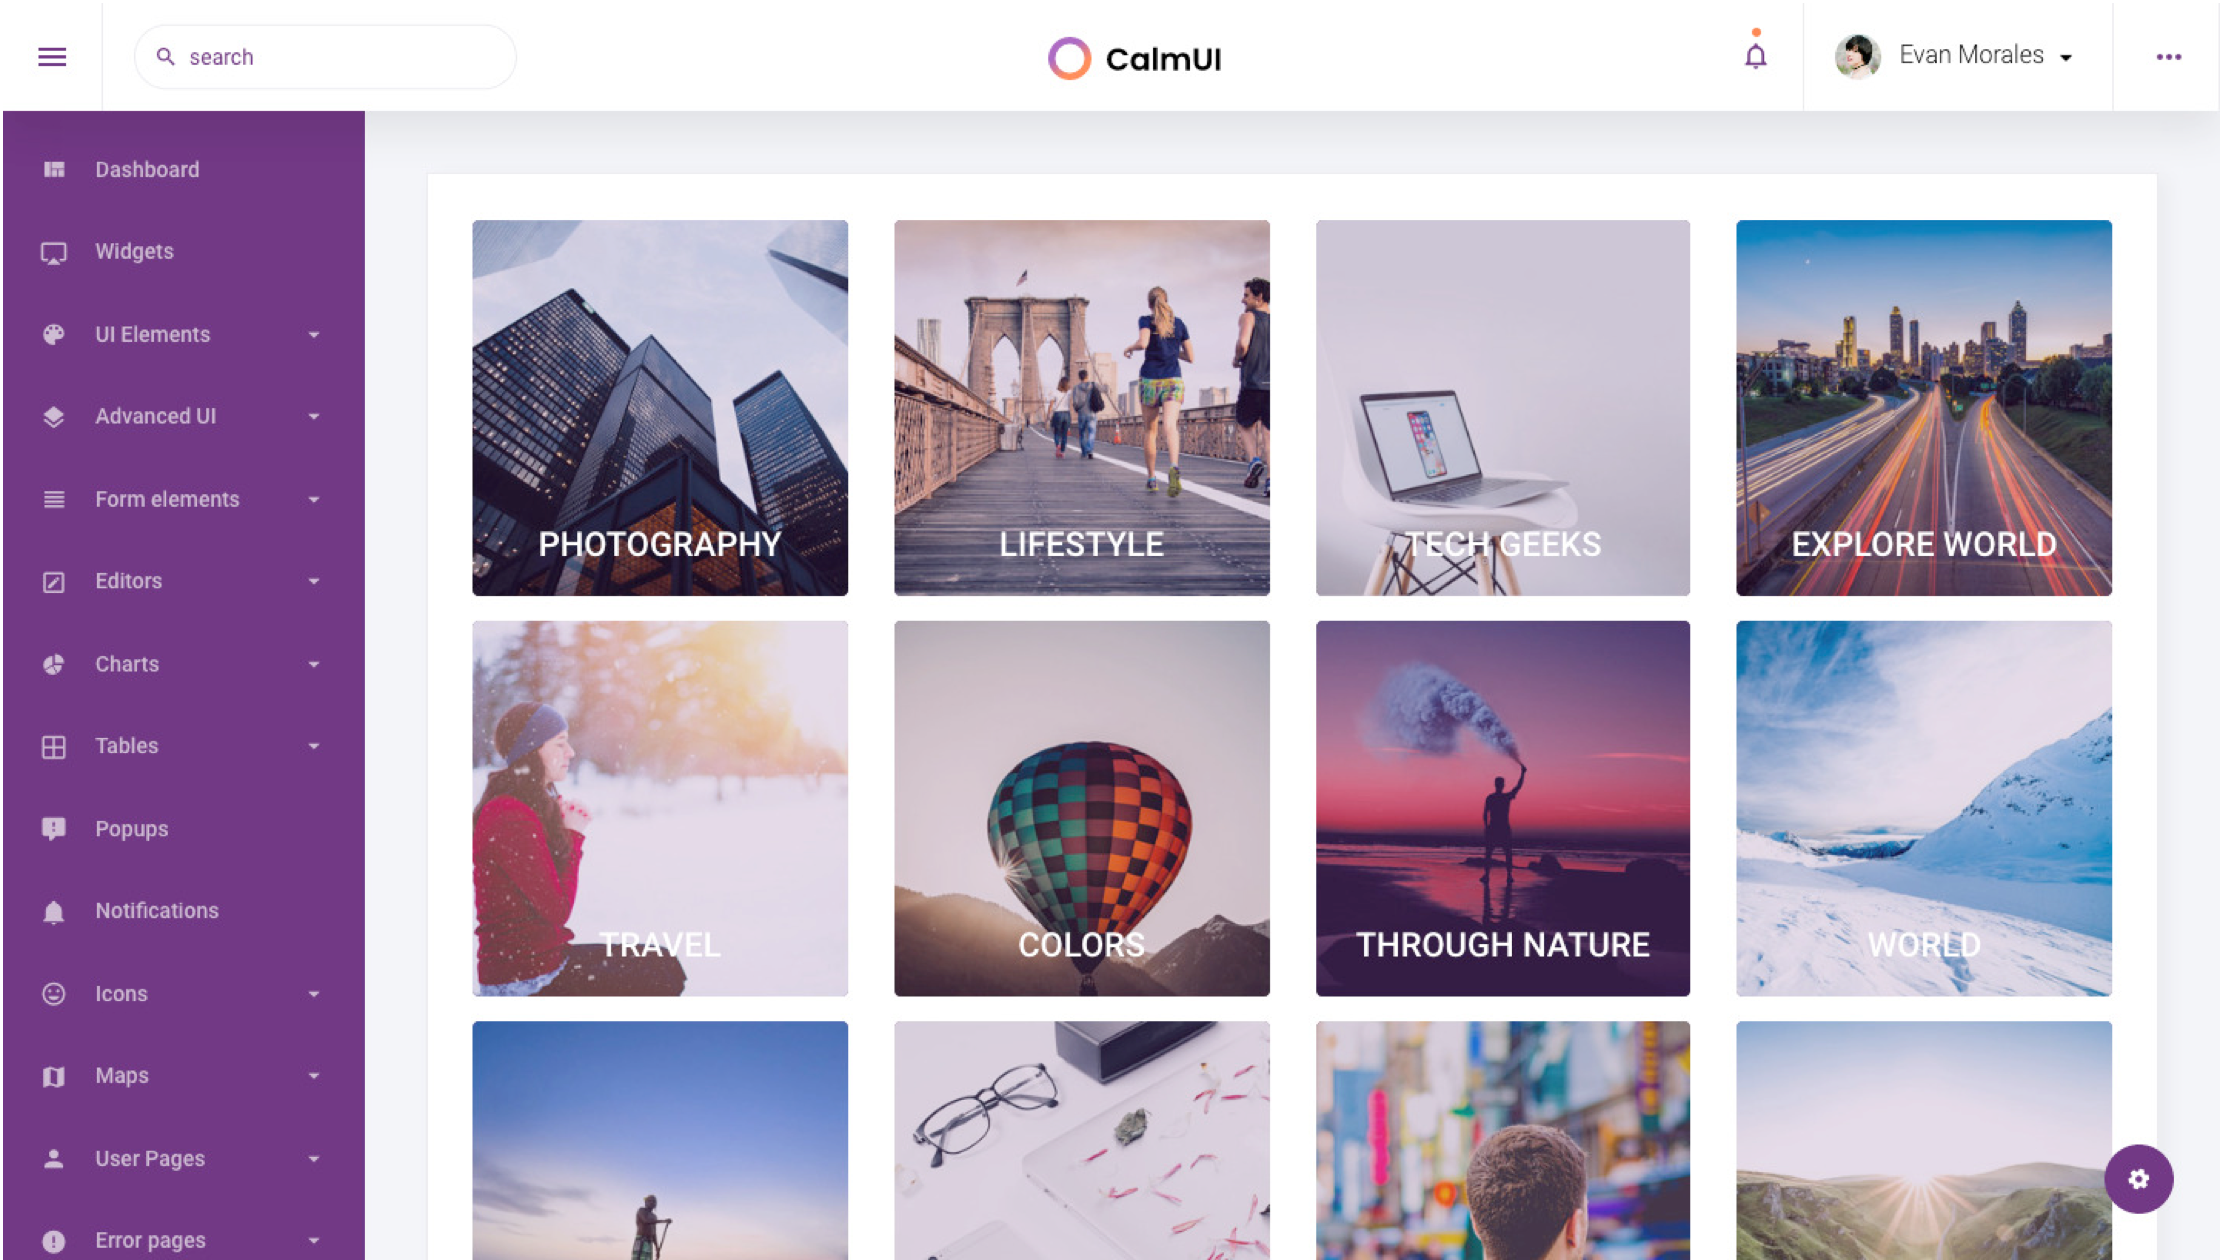 search
CalmUI
Evan Morales
Dashboard
Widgets
UI Elements
Advanced UI
Form elements
Editors
Charts
Tables
Popups
Notifications
Icons
Maps
User Pages
Error pages
PHOTOGRAPHY
LIFESTYLE
TECH GEEKS
EXPLORE WORLD
TRAVEL
COLORS
THROUGH NATURE
WORLD